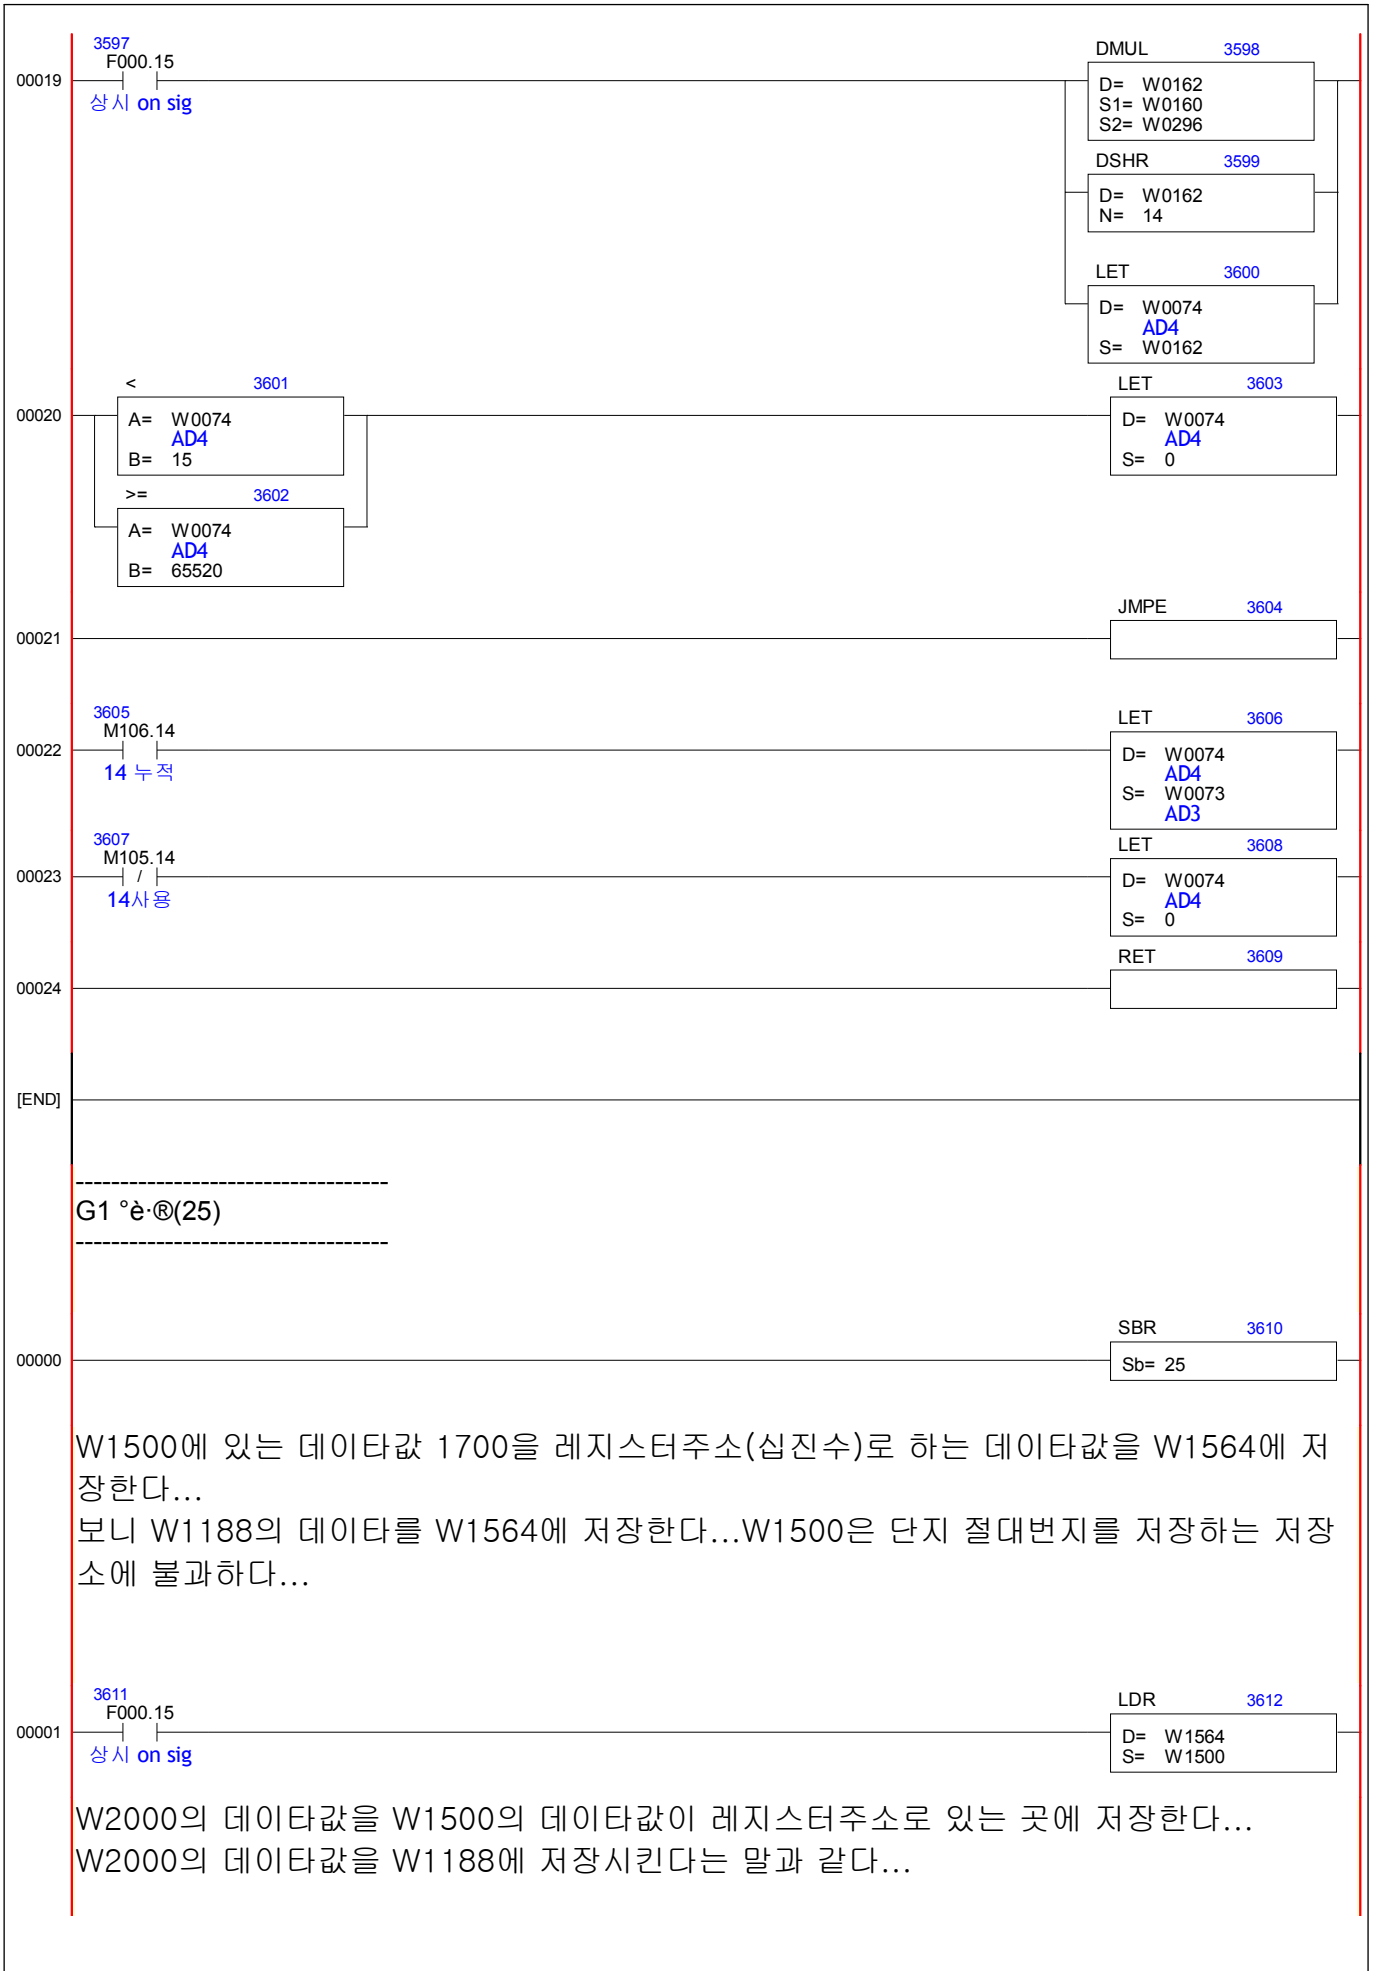 3597
F000.15
00019
상시 on sig
DMUL 3598
D= W0162
S1= W0160
S2= W0296
DSHR 3599
D= W0162
N= 14
LET 3600
D= W0074
AD4
S= W0162
< 3601
00020
A= W0074
AD4
B= 15
>= 3602
A= W0074
AD4
B= 65520
LET 3603
D= W0074
AD4
S= 0
JMPE 3604
00021
3605
M106.14
00022
14 누적
LET 3606
D= W0074
AD4
S= W0073
AD3
3607
M105.14
00023
/
14사용
LET 3608
D= W0074
AD4
S= 0
RET 3609
00024
[END]
---------------------------------
G1 °è·®(25)
---------------------------------
SBR 3610
00000
Sb= 25
W1500에 있는 데이타값 1700을 레지스터주소(십진수)로 하는 데이타값을 W1564에 저
장한다...
보니 W1188의 데이타를 W1564에 저장한다...W1500은 단지 절대번지를 저장하는 저장
소에 불과하다...
3611
F000.15
00001
상시 on sig
LDR 3612
D= W1564
S= W1500
W2000의 데이타값을 W1500의 데이타값이 레지스터주소로 있는 곳에 저장한다...
W2000의 데이타값을 W1188에 저장시킨다는 말과 같다...